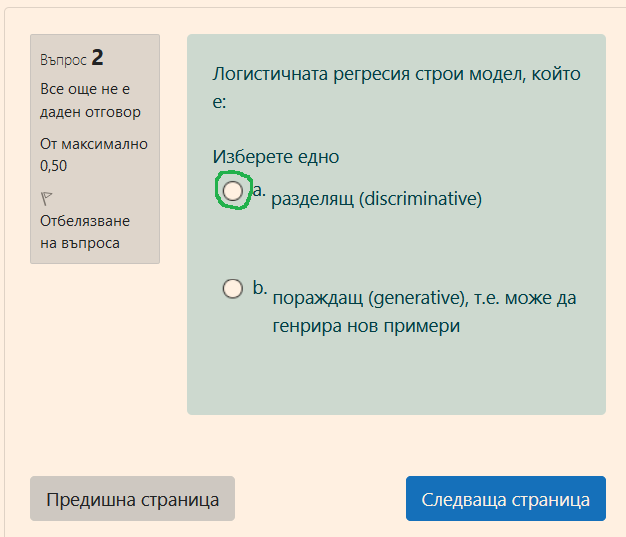 Въпрос 2
Все още не е
даден отговор
От максимално
0,50
Отбелязване
на въпроса
Логистичната регресия строи модел, който
е:
Изберете едно
a. разделящ (discriminative)
b. пораждащ (generative), т.е. може да
генрира нов примери
Предишна страница
Следваща страница